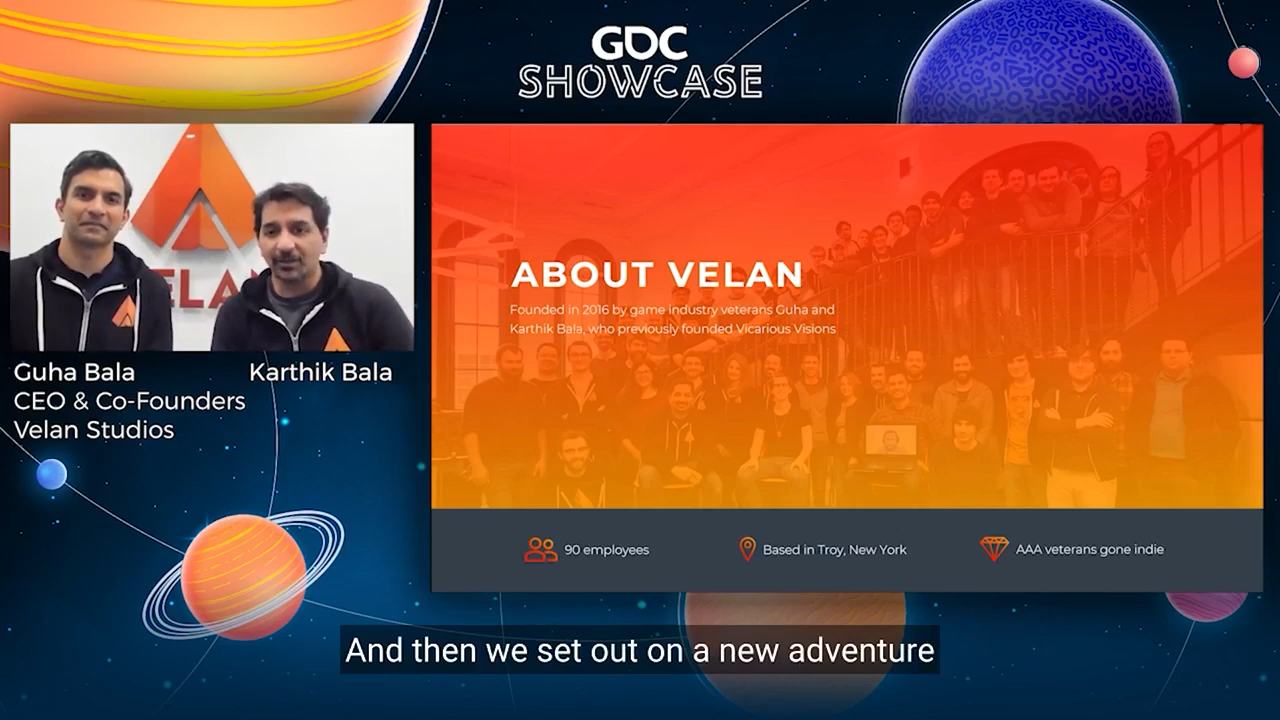 GDC
SHOWCASE
VELAN
Guha Bala
Karthik Bala
CEO & Co-Founders
Velan Studios
ABOUT VELAN
Founded in 2016 by game industry veterans Guha and
Karthik Bala, who previously founded Vicarious Visions
90 employees
Based in Troy, New York
AAA veterans gone indie
And then we set out on a new adventure